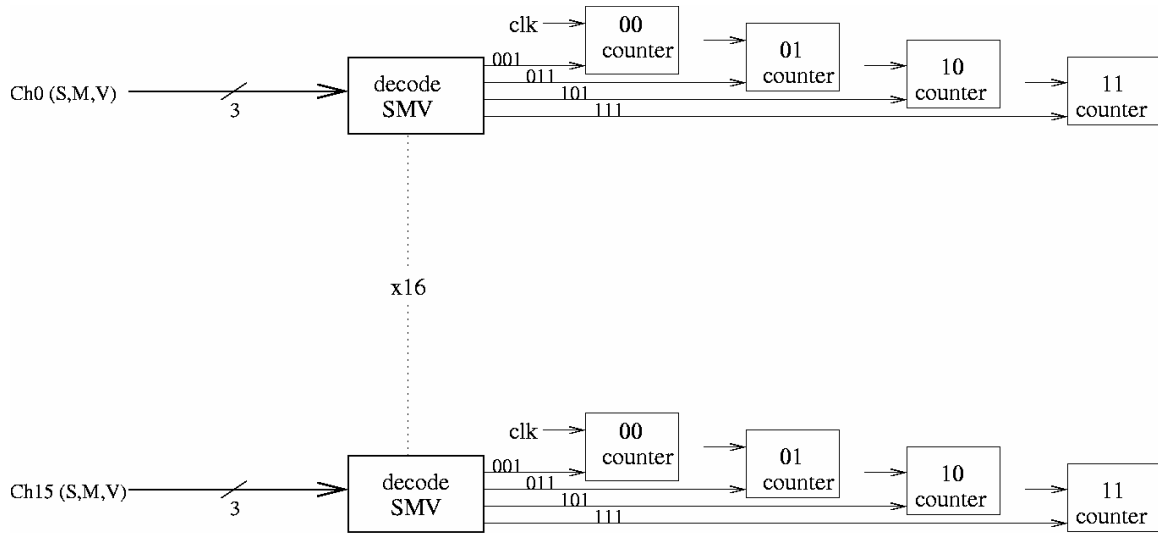 clk
00
counter
01
counter
10
counter
11
counter
001
011
101
111
Ch0 (S,M,V)
3
decode
SMV
x16
clk
00
counter
01
counter
10
counter
11
counter
001
011
101
111
Ch15 (S,M,V)
3
decode
SMV